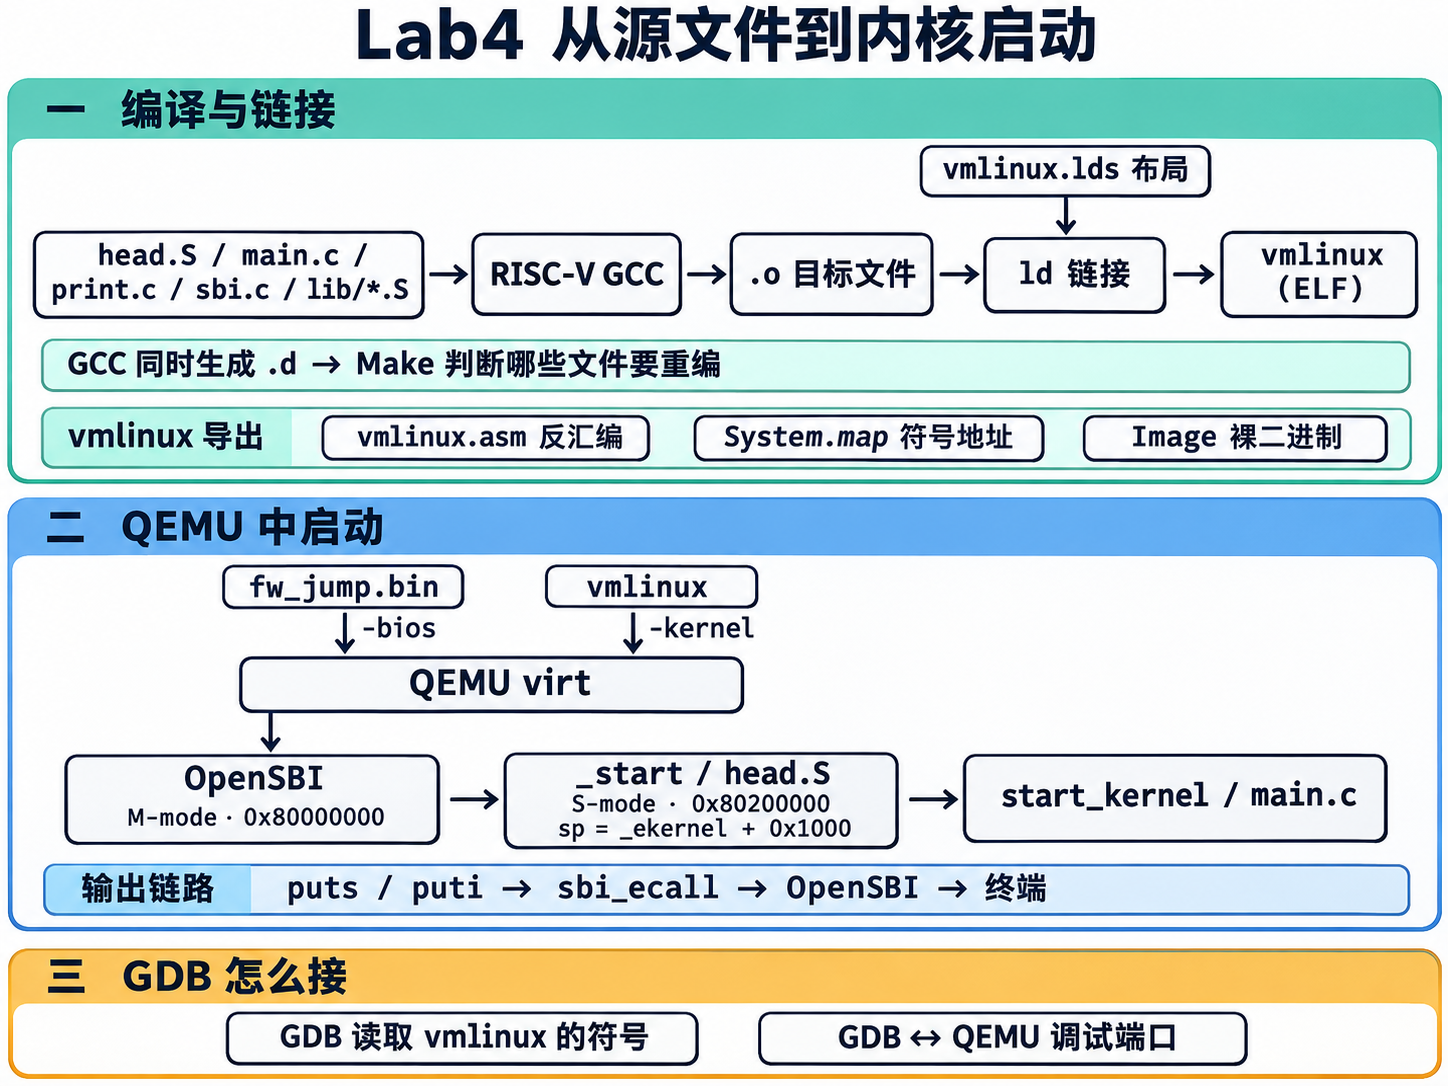 Lab4 从源文件到内核启动
一 编译与链接
vmlinux.lds 布局
head.S / main.c /
print.c / sbi.c / lib/*.S
RISC-V GCC
.o 目标文件
ld 链接
vmlinux
(ELF)
GCC 同时生成 .d → Make 判断哪些文件要重编
vmlinux 导出
vmlinux.asm 反汇编
System.map 符号地址
Image 裸二进制
二 QEMU 中启动
fw_jump.bin
vmlinux
-bios
-kernel
QEMU virt
OpenSBI
M-mode · 0x80000000
_start / head.S
S-mode · 0x80200000
sp = _ekernel + 0x1000
start_kernel / main.c
输出链路
puts / puti → sbi_ecall → OpenSBI → 终端
三 GDB 怎么接
GDB 读取 vmlinux 的符号
GDB ↔ QEMU 调试端口